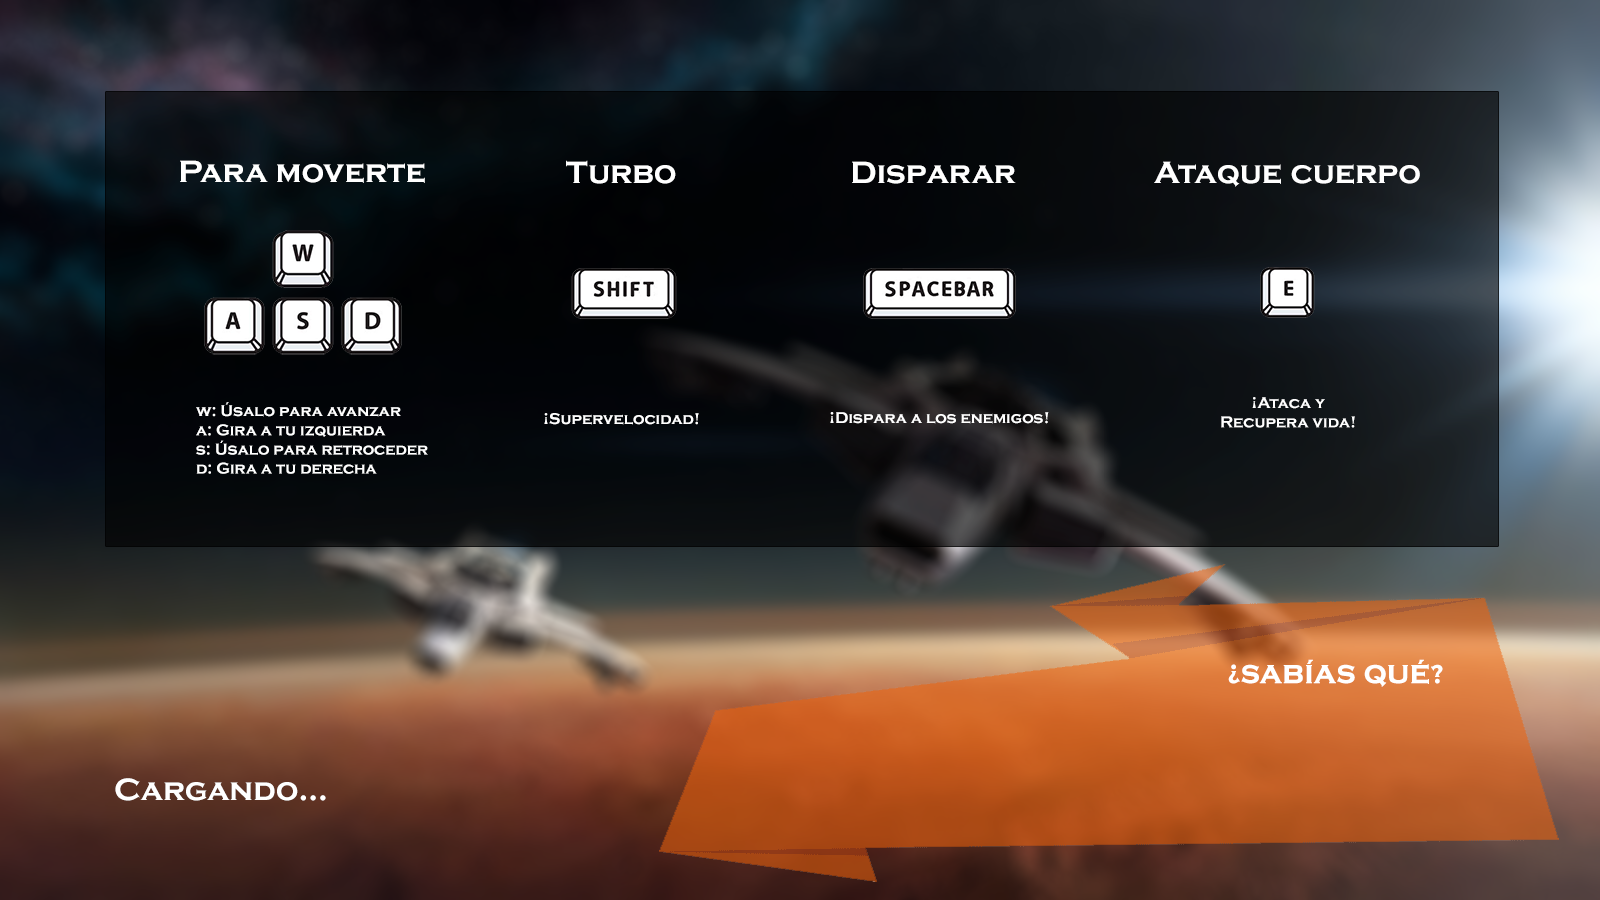 Para moverte
Turbo
Disparar
Ataque cuerpo
W
A S D
SHIFT
SPACEBAR
E
w: Úsalo para avanzar
a: Gira a tu izquierda
s: Úsalo para retroceder
d: Gira a tu derecha
¡Supervelocidad!
¡Dispara a los enemigos!
¡Ataca y
Recupera vida!
¿SABÍAS QUÉ?
Cargando...